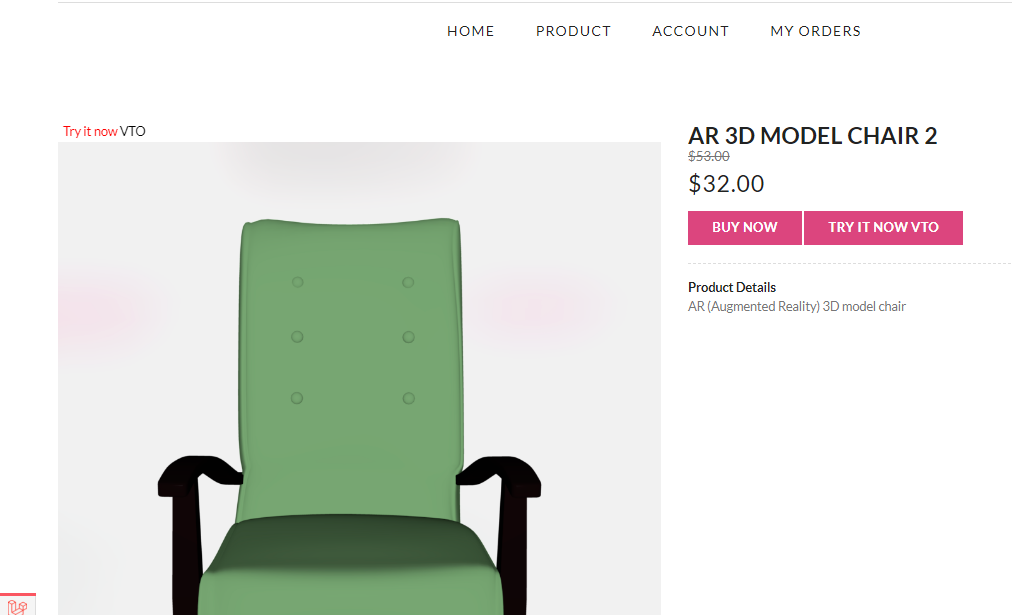 HOME PRODUCT ACCOUNT MY ORDERS
Try it now VTO
AR 3D MODEL CHAIR 2
$53.00
$32.00
BUY NOW TRY IT NOW VTO
Product Details
AR (Augmented Reality) 3D model chair